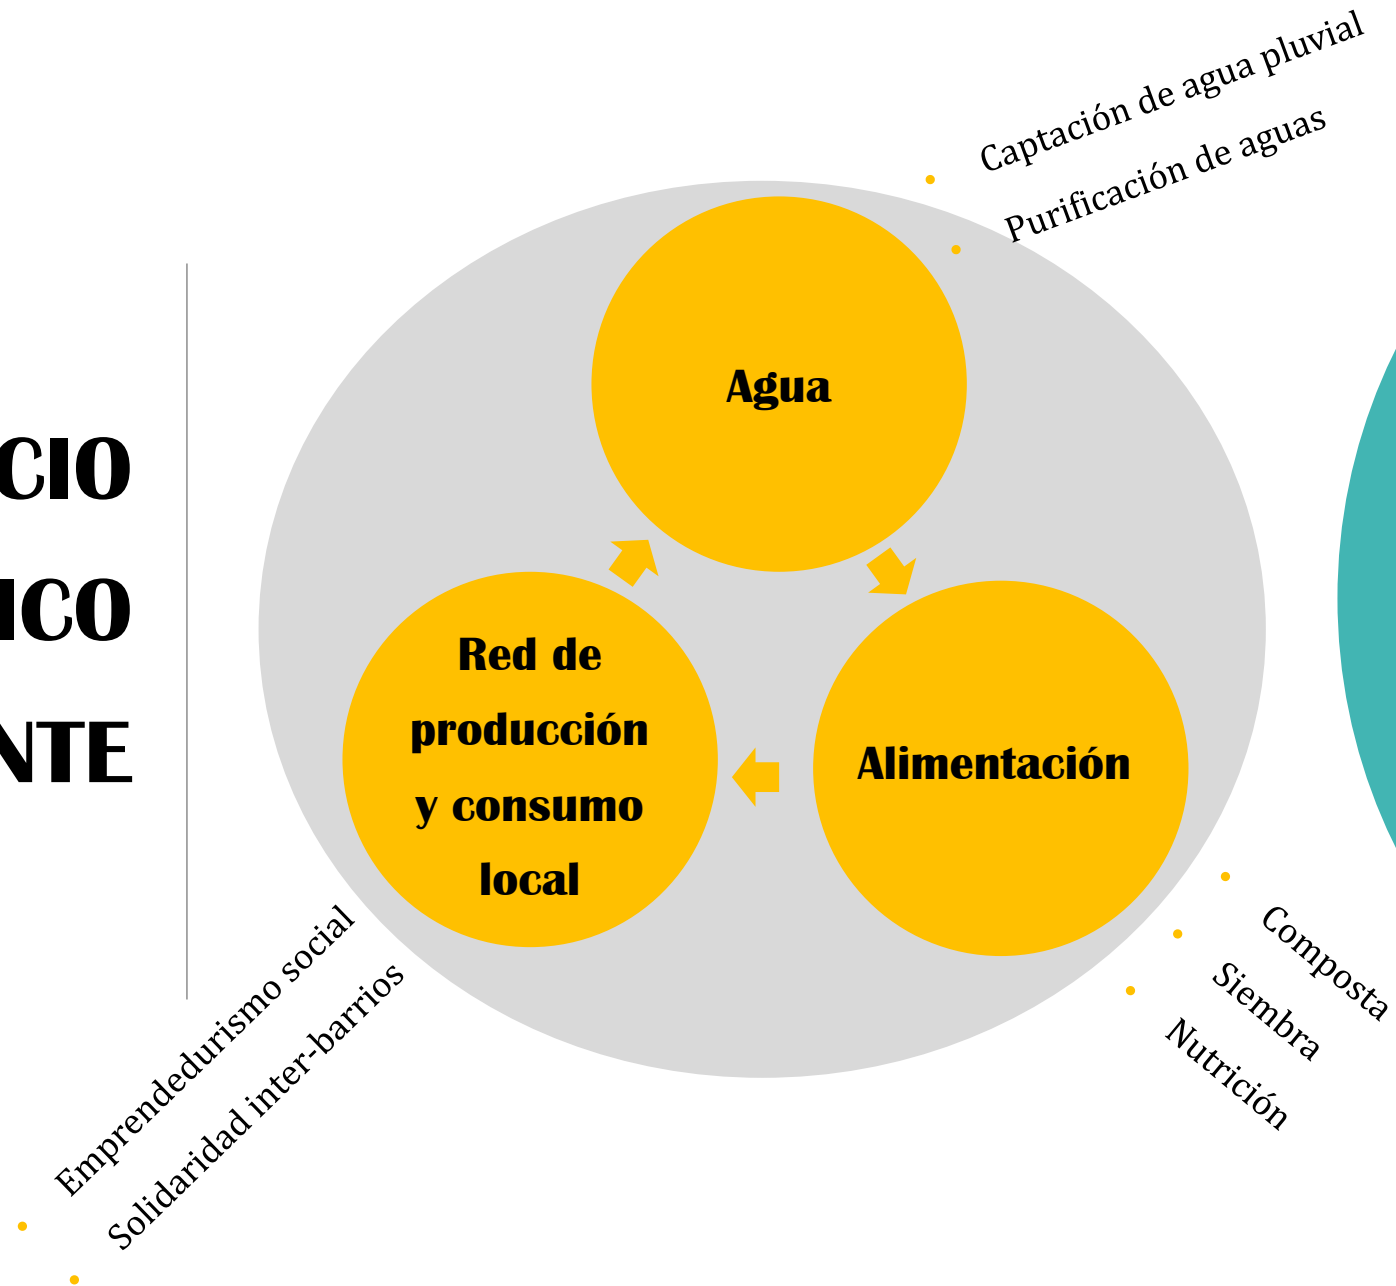 CIO
ICO
NTE
Captación de agua pluvial
Purificación de aguas
Agua
Red de
producción
y consumo
local
Alimentación
Composta
Siembra
Nutrición
Emprendedurismo social
Solidaridad inter-barrios